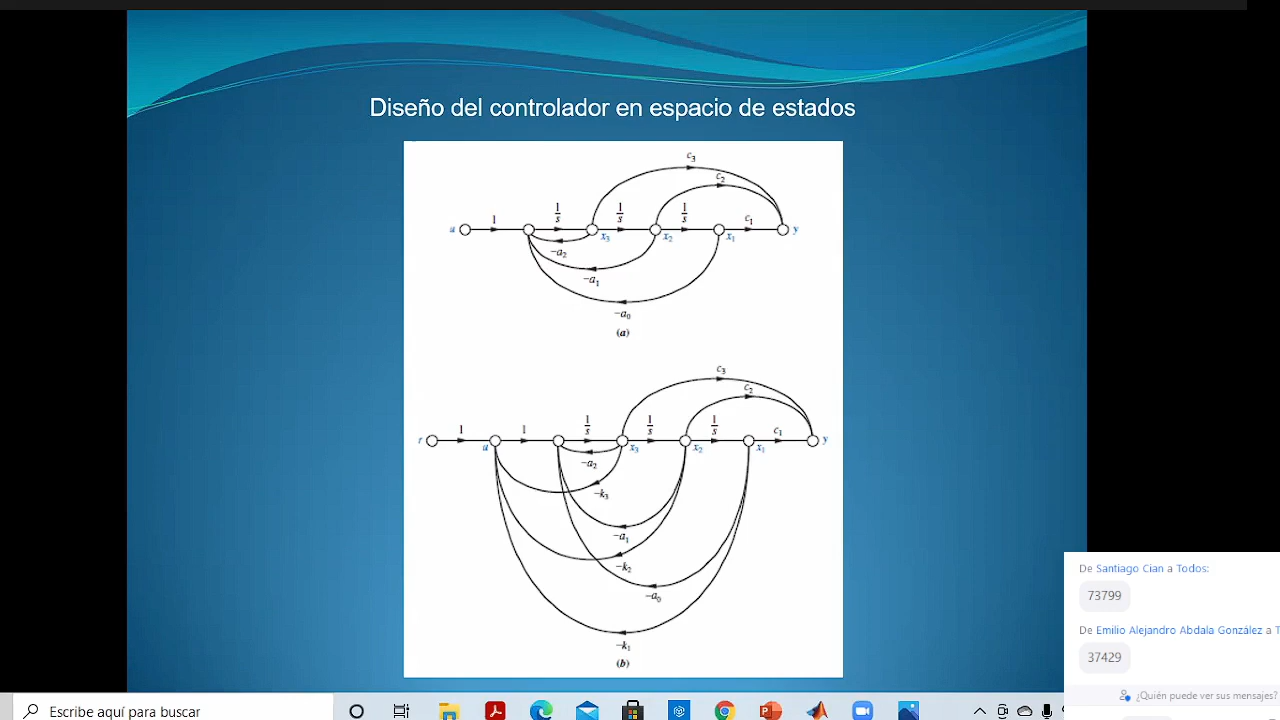 Diseño del controlador en espacio de estados
c3
c2
1/s 1/s 1/s
1 c1
u x3 x2 x1 y
−a2
−a1
−a0
(a)
c3
c2
1/s 1/s 1/s
1 1 c1
r u x3 x2 x1 y
−a2
−k3
−a1
−k2
−a0
−k1
(b)
De Santiago Cian a Todos:
73799
De Emilio Alejandro Abdala González a T
37429
¿Quién puede ver sus mensajes?
Escribe aquí para buscar